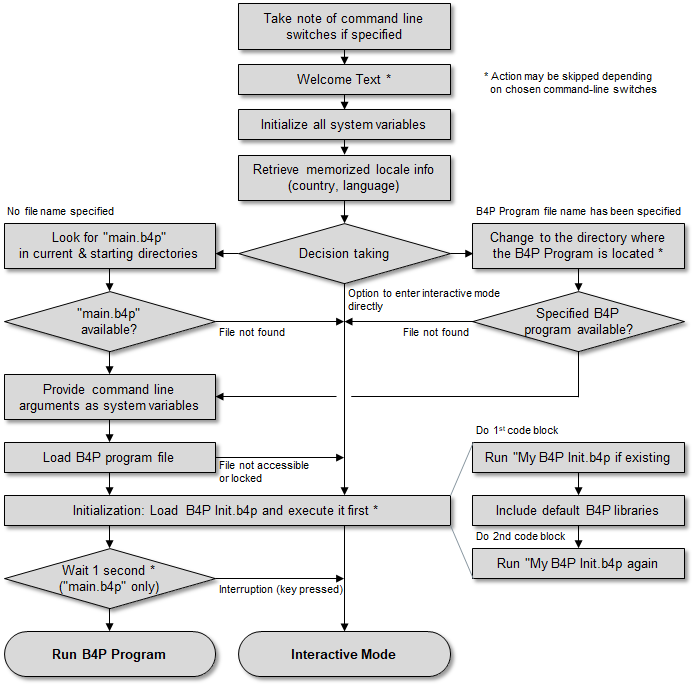 Take note of command line
switches if specified
Welcome Text *
* Action may be skipped depending
on chosen command-line switches
Initialize all system variables
Retrieve memorized locale info
(country, language)
No file name specified
B4P Program file name has been specified
Look for "main.b4p"
in current & starting directories
Decision taking
Change to the directory where
the B4P Program is located *
Option to enter interactive mode
directly
"main.b4p"
available?
File not found
File not found
Specified B4P
program available?
Provide command line
arguments as system variables
Do 1st code block
Load B4P program file
File not accessible
or locked
Run "My B4P Init.b4p if existing
Initialization: Load B4P Init.b4p and execute it first *
Include default B4P libraries
Do 2nd code block
Run "My B4P Init.b4p again
Wait 1 second *
("main.b4p" only)
Interruption (key pressed)
Run B4P Program
Interactive Mode